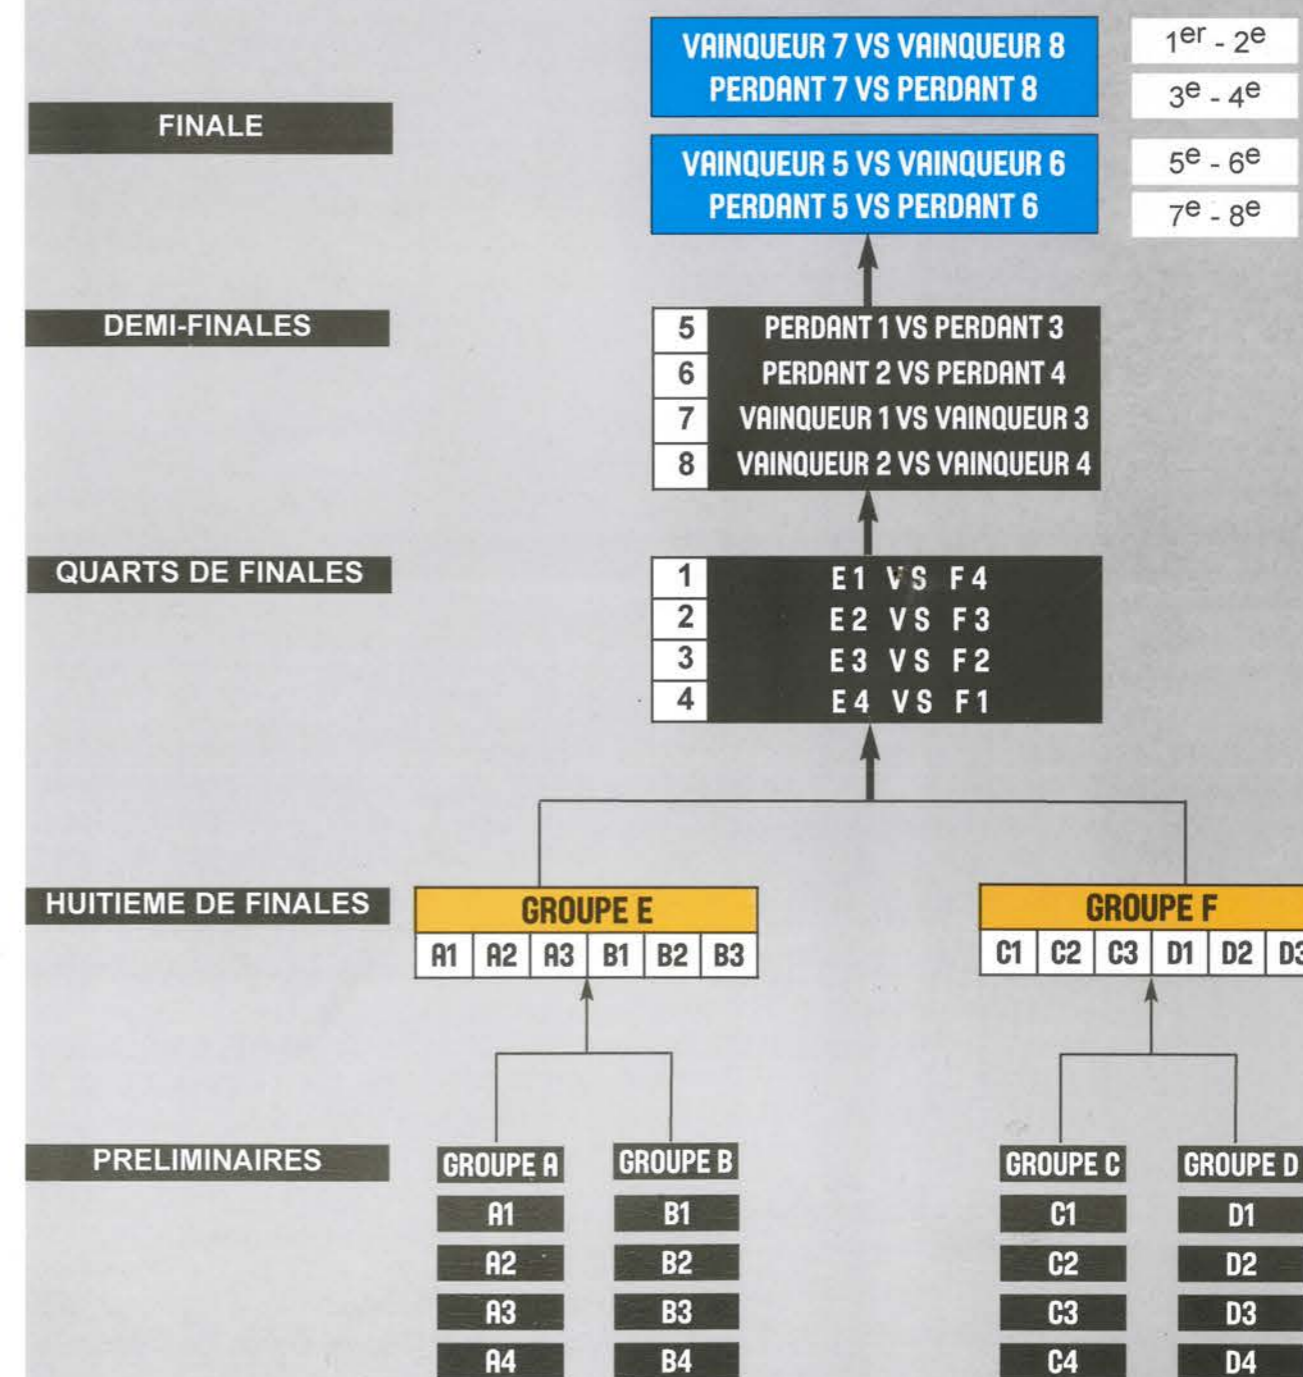 VAINQUEUR 7 VS VAINQUEUR 8 1er - 2e
PERDANT 7 VS PERDANT 8 3e - 4e
FINALE
VAINQUEUR 5 VS VAINQUEUR 6 5e - 6e
PERDANT 5 VS PERDANT 6 7e - 8e
DEMI-FINALES
5 PERDANT 1 VS PERDANT 3
6 PERDANT 2 VS PERDANT 4
7 VAINQUEUR 1 VS VAINQUEUR 3
8 VAINQUEUR 2 VS VAINQUEUR 4
QUARTS DE FINALES
1 E1 VS F4
2 E2 VS F3
3 E3 VS F2
4 E4 VS F1
HUITIEME DE FINALES
GROUPE E GROUPE F
A1 A2 A3 B1 B2 B3 C1 C2 C3 D1 D2 D3
PRELIMINAIRES
GROUPE A GROUPE B GROUPE C GROUPE D
A1 B1 C1 D1
A2 B2 C2 D2
A3 B3 C3 D3
A4 B4 C4 D4